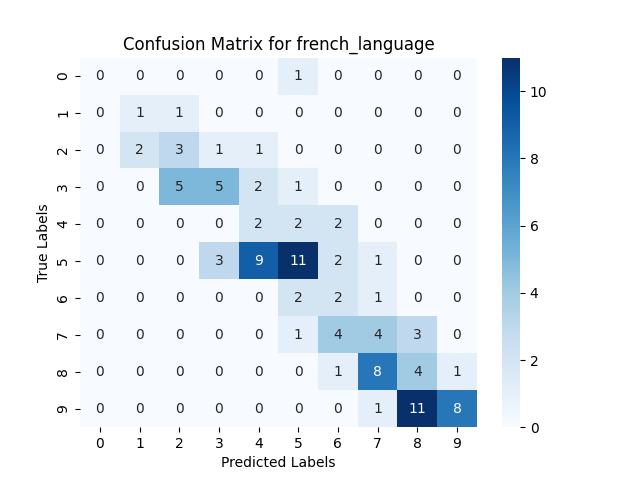 Confusion Matrix for french_language
0 0 0 0 0 0 1 0 0 0 0
1 0 1 1 0 0 0 0 0 0 0
2 0 2 3 1 1 0 0 0 0 0
3 0 0 5 5 2 1 0 0 0 0
4 0 0 0 0 2 2 2 0 0 0
5 0 0 0 3 9 11 2 1 0 0
6 0 0 0 0 0 2 2 1 0 0
7 0 0 0 0 0 1 4 4 3 0
8 0 0 0 0 0 0 1 8 4 1
9 0 0 0 0 0 0 0 1 11 8
0 1 2 3 4 5 6 7 8 9
Predicted Labels
True Labels
10
8
6
4
2
0